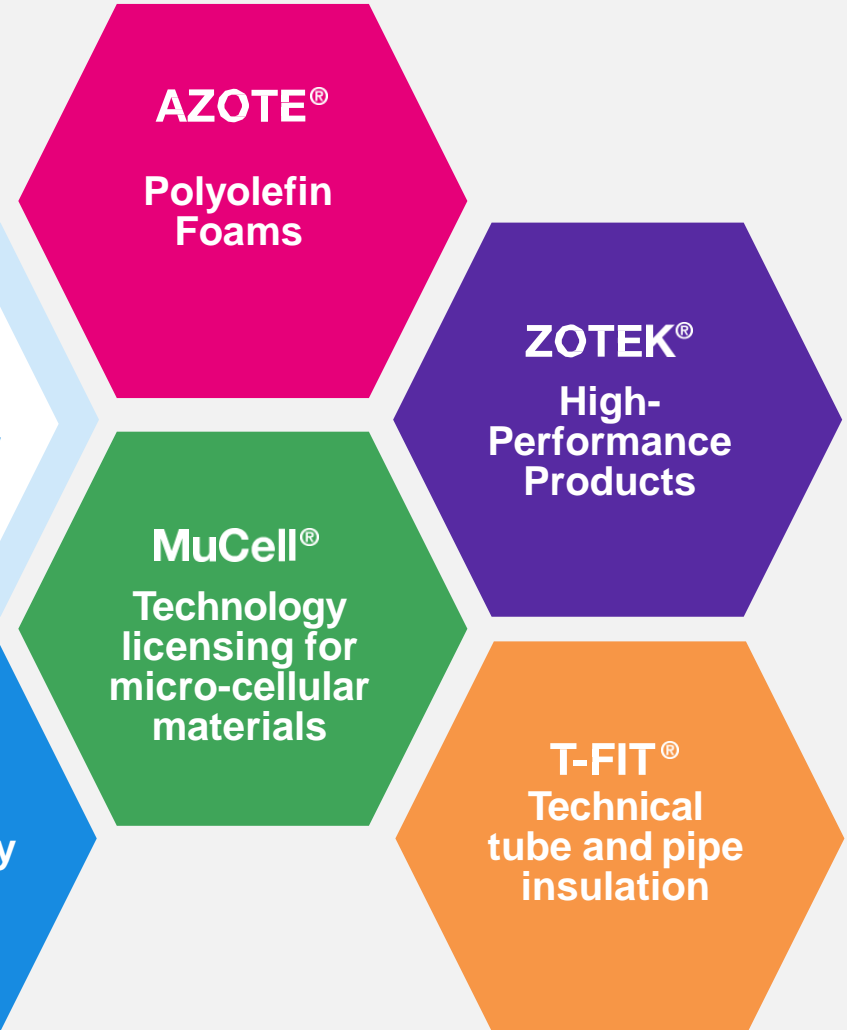 AZOTE®
Polyolefin
Foams
ZOTEK®
High-
Performance
Products
MuCell®
Technology
licensing for
micro-cellular
materials
T-FIT®
Technical
tube and pipe
insulation